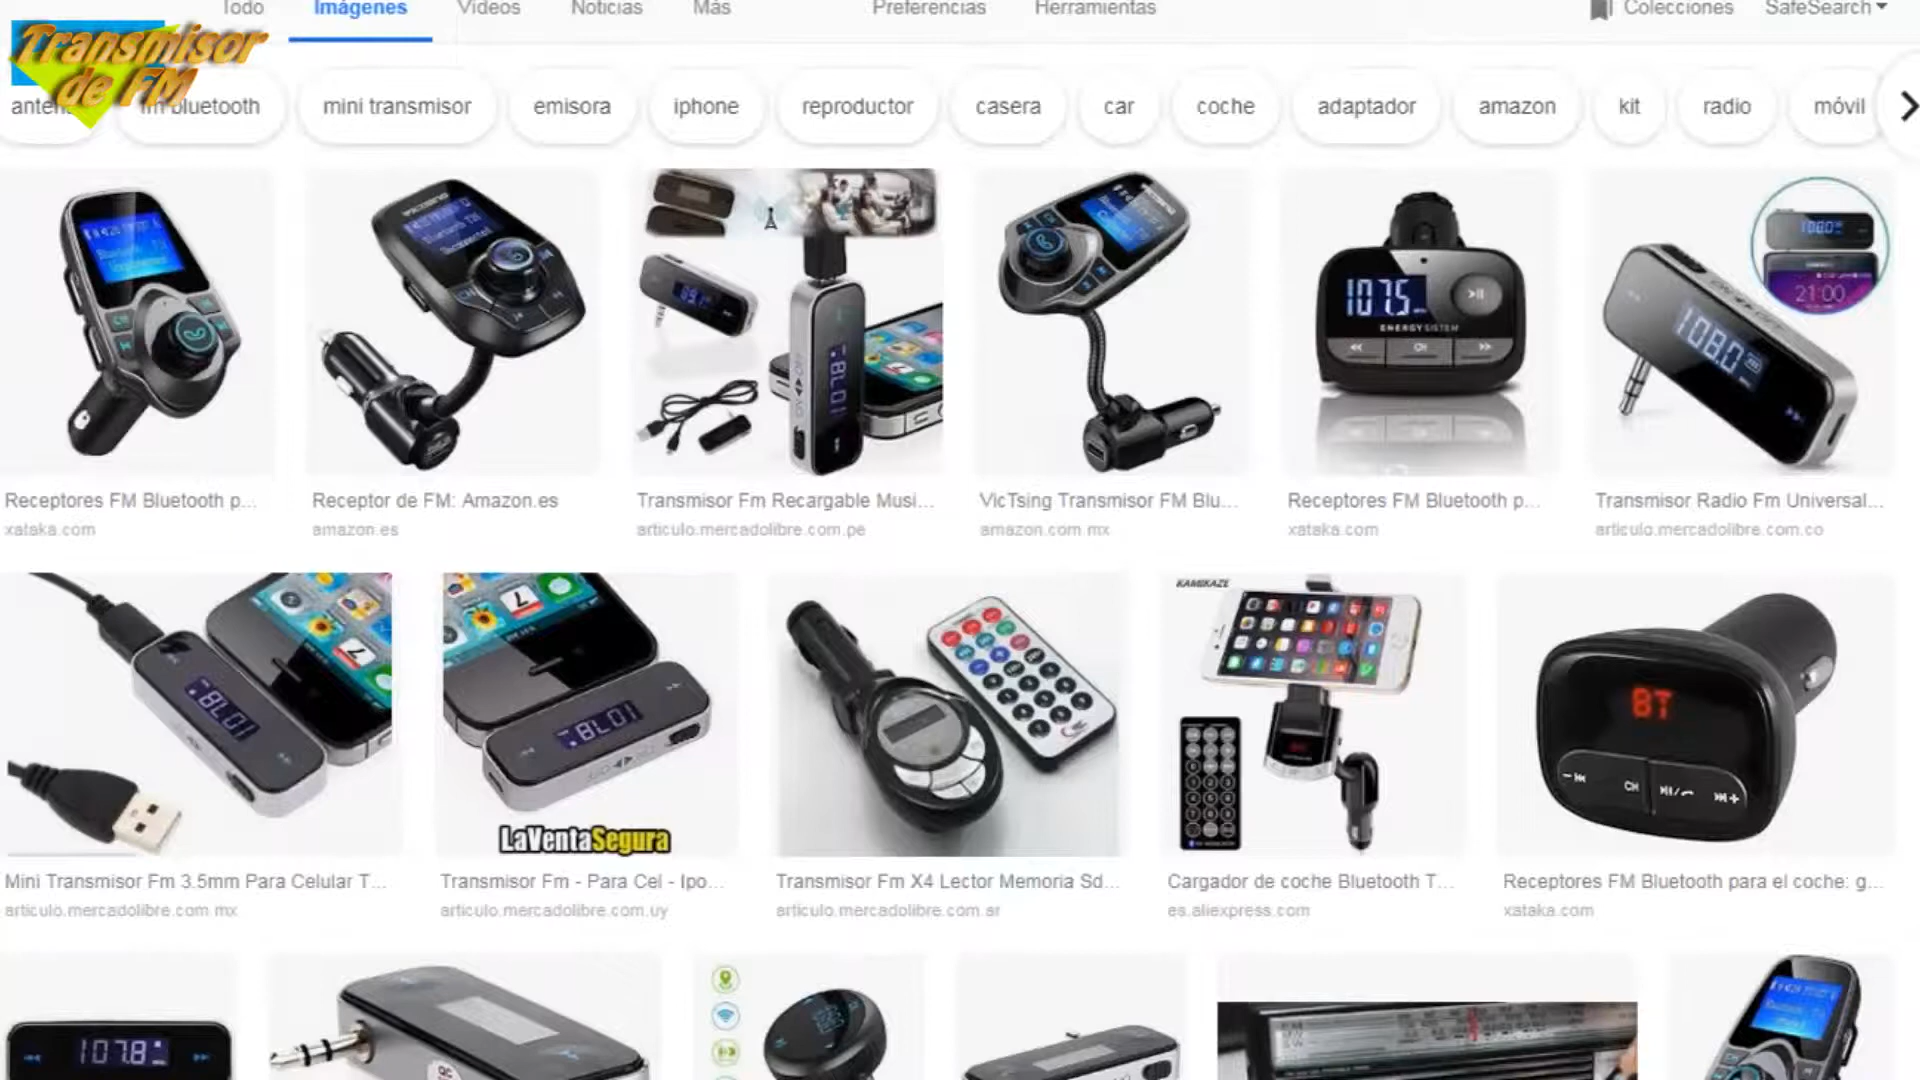 Todo Imágenes Vídeos Noticias Más Preferencias Herramientas Colecciones SafeSearch
Transmisor
de FM
fm bluetooth mini transmisor emisora iphone reproductor casera car coche adaptador amazon kit radio móvil
107.5
ENERGY SISTEM
CH
108.0
108.0
21:00
Receptores FM Bluetooth p... Receptor de FM: Amazon.es Transmisor Fm Recargable Musi... VicTsing Transmisor FM Blu... Receptores FM Bluetooth p... Transmisor Radio Fm Universal...
xataka.com amazon.es articulo.mercadolibre.com.pe amazon.com.mx xataka.com articulo.mercadolibre.com.co
KAMIKAZE
BT
CH
LaVentaSegura
Mini Transmisor Fm 3.5mm Para Celular T... Transmisor Fm - Para Cel - Ipo... Transmisor Fm X4 Lector Memoria Sd... Cargador de coche Bluetooth T... Receptores FM Bluetooth para el coche: g...
articulo.mercadolibre.com.mx articulo.mercadolibre.com.uy articulo.mercadolibre.com.ar es.aliexpress.com xataka.com
107.8
QC